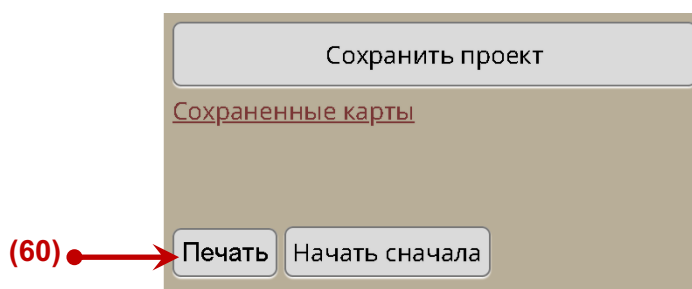 Сохранить проект
Сохраненные карты
(60) Печать Начать сначала